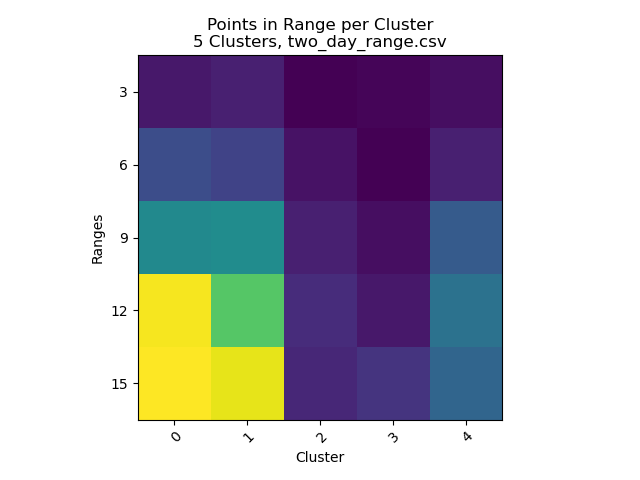 Points in Range per Cluster
5 Clusters, two_day_range.csv
Ranges
3
6
9
12
15
0 1 2 3 4
Cluster